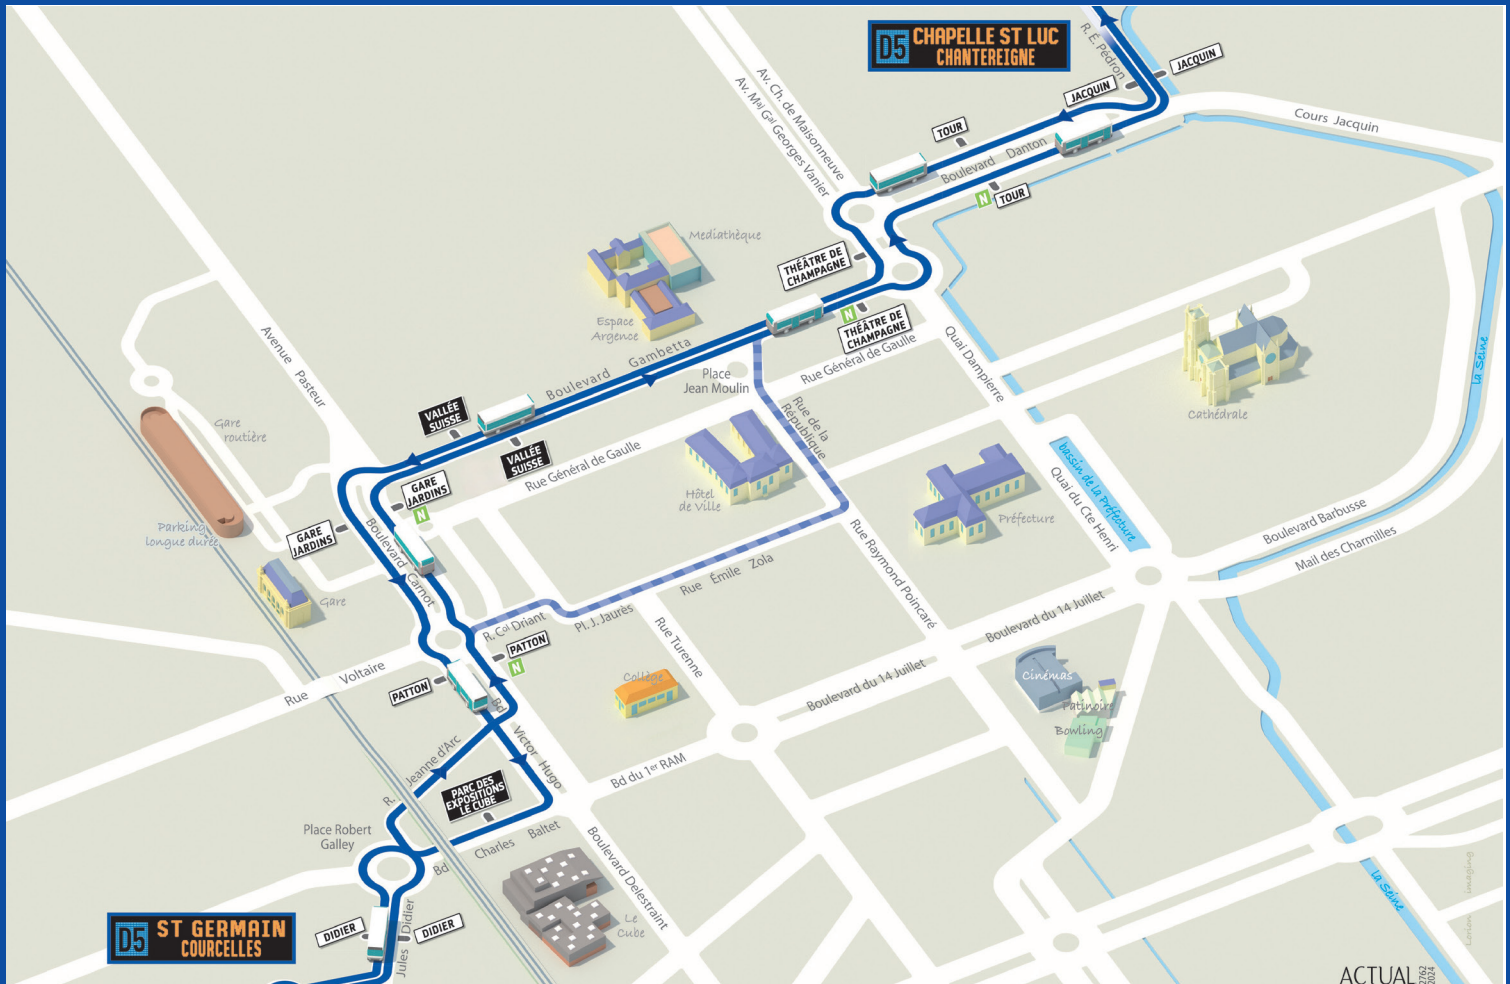 D5 CHAPELLE ST LUC
CHANTEREIGNE
R. É. Pédron
JACQUIN
JACQUIN
Cours Jacquin
Av. Ch. de Maisonneuve
Av. Mal Gal Georges Vanier
TOUR
Boulevard Danton
N TOUR
Mediathèque
THÉÂTRE DE
CHAMPAGNE
N THÉÂTRE DE
CHAMPAGNE
Espace
Argence
Boulevard Gambetta
Place
Jean Moulin
Rue Général de Gaulle
Quai Dampierre
la Seine
Avenue Pasteur
Cathédrale
VALLÉE
SUISSE
VALLÉE
SUISSE
Rue de la
République
Gare
routière
Rue Général de Gaulle
GARE
JARDINS
N
Hôtel
de Ville
Préfecture
bassin de la Préfecture
Quai du Cte Henri
Parking
longue durée
GARE
JARDINS
Boulevard Carnot
Boulevard Barbusse
Mail des Charmilles
Rue Raymond Poincaré
Rue Émile Zola
Gare
R. Col Driant
Pl. J. Jaurès
Rue Turenne
Boulevard du 14 Juillet
PATTON
N
Rue Voltaire
PATTON
Collège
Boulevard du 14 Juillet
Cinémas
Patinoire
Bowling
Bd Victor Hugo
R. Jeanne d'Arc
Bd du 1er RAM
PARC DES
EXPOSITIONS
LE CUBE
Place Robert
Galley
Bd Charles Baltet
Boulevard Delestraint
la Seine
D5 ST GERMAIN
COURCELLES
DIDIER
DIDIER
Jules Didier
Le
Cube
Lorion imaging
ACTUAL
2762
2024